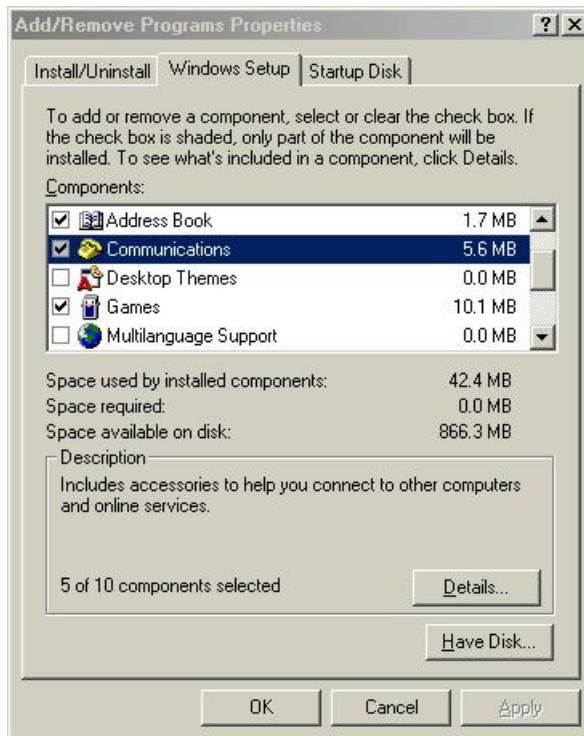 Add/Remove Programs Properties
Install/Uninstall Windows Setup Startup Disk
To add or remove a component, select or clear the check box. If
the check box is shaded, only part of the component will be
installed. To see what's included in a component, click Details.
Components:
Address Book 1.7 MB
Communications 5.6 MB
Desktop Themes 0.0 MB
Games 10.1 MB
Multilanguage Support 0.0 MB
Space used by installed components: 42.4 MB
Space required: 0.0 MB
Space available on disk: 866.3 MB
Description
Includes accessories to help you connect to other computers
and online services.
5 of 10 components selected
Details...
Have Disk...
OK Cancel Apply